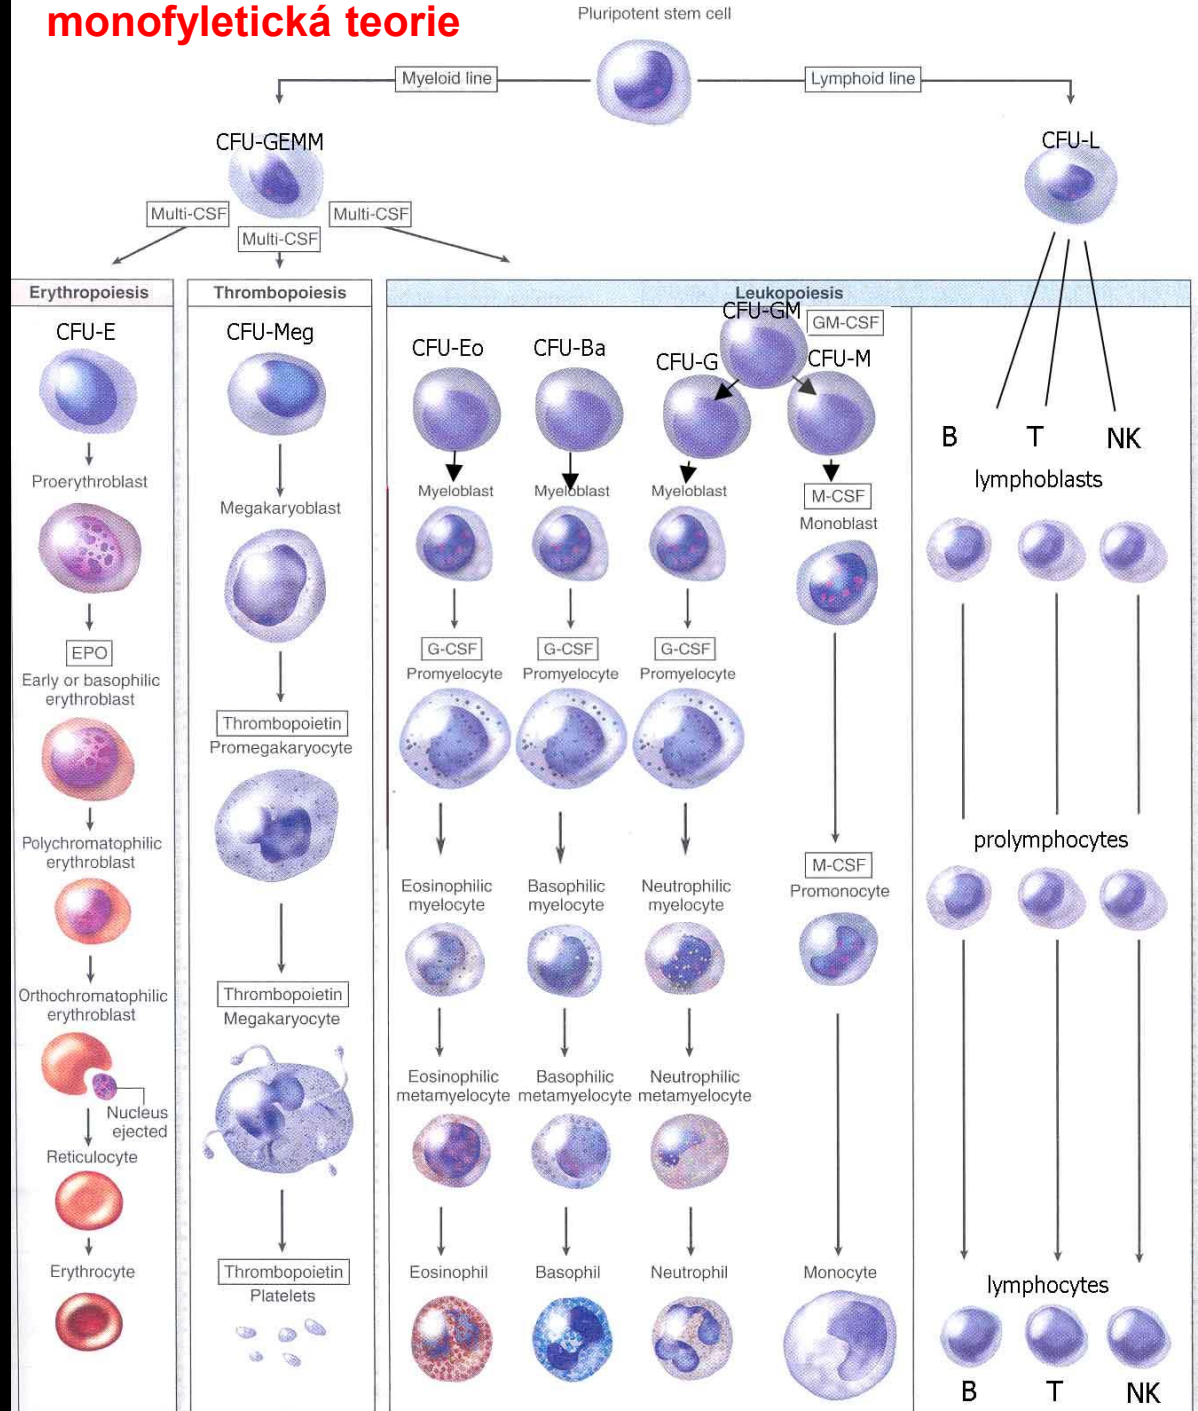 monofyletická teorie
Pluripotent stem cell
Myeloid line
Lymphoid line
CFU-GEMM
CFU-L
Multi-CSF
Multi-CSF
Multi-CSF
Erythropoiesis
CFU-E
Proerythroblast
EPO
Early or basophilic
erythroblast
Polychromatophilic
erythroblast
Orthochromatophilic
erythroblast
Nucleus
ejected
Reticulocyte
Erythrocyte
Thrombopoiesis
CFU-Meg
Megakaryoblast
Thrombopoietin
Promegakaryocyte
Thrombopoietin
Megakaryocyte
Thrombopoietin
Platelets
Leukopoiesis
CFU-GM
GM-CSF
CFU-Eo
CFU-Ba
CFU-G
CFU-M
Myeloblast
Myeloblast
Myeloblast
M-CSF
Monoblast
G-CSF
G-CSF
G-CSF
Promyelocyte
Promyelocyte
Promyelocyte
M-CSF
Promonocyte
Eosinophilic
myelocyte
Basophilic
myelocyte
Neutrophilic
myelocyte
Eosinophilic
metamyelocyte
Basophilic
metamyelocyte
Neutrophilic
metamyelocyte
Eosinophil
Basophil
Neutrophil
Monocyte
B T NK
lymphoblasts
prolymphocytes
lymphocytes
B T NK